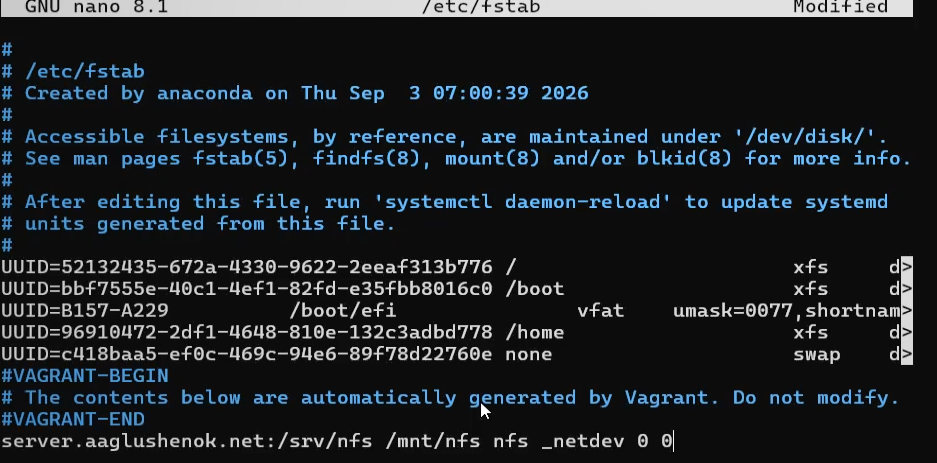 GNU nano 8.1 /etc/fstab Modified
#
# /etc/fstab
# Created by anaconda on Thu Sep  3 07:00:39 2026
#
# Accessible filesystems, by reference, are maintained under '/dev/disk/'.
# See man pages fstab(5), findfs(8), mount(8) and/or blkid(8) for more info.
#
# After editing this file, run 'systemctl daemon-reload' to update systemd
# units generated from this file.
#
UUID=52132435-672a-4330-9622-2eeaf313b776 / xfs d>
UUID=bbf7555e-40c1-4ef1-82fd-e35fbb8016c0 /boot xfs d>
UUID=B157-A229 /boot/efi vfat umask=0077,shortnam>
UUID=96910472-2df1-4648-810e-132c3adbd778 /home xfs d>
UUID=c418baa5-ef0c-469c-94e6-89f78d22760e none swap d>
#VAGRANT-BEGIN
# The contents below are automatically generated by Vagrant. Do not modify.
#VAGRANT-END
server.aaglushenok.net:/srv/nfs /mnt/nfs nfs _netdev 0 0